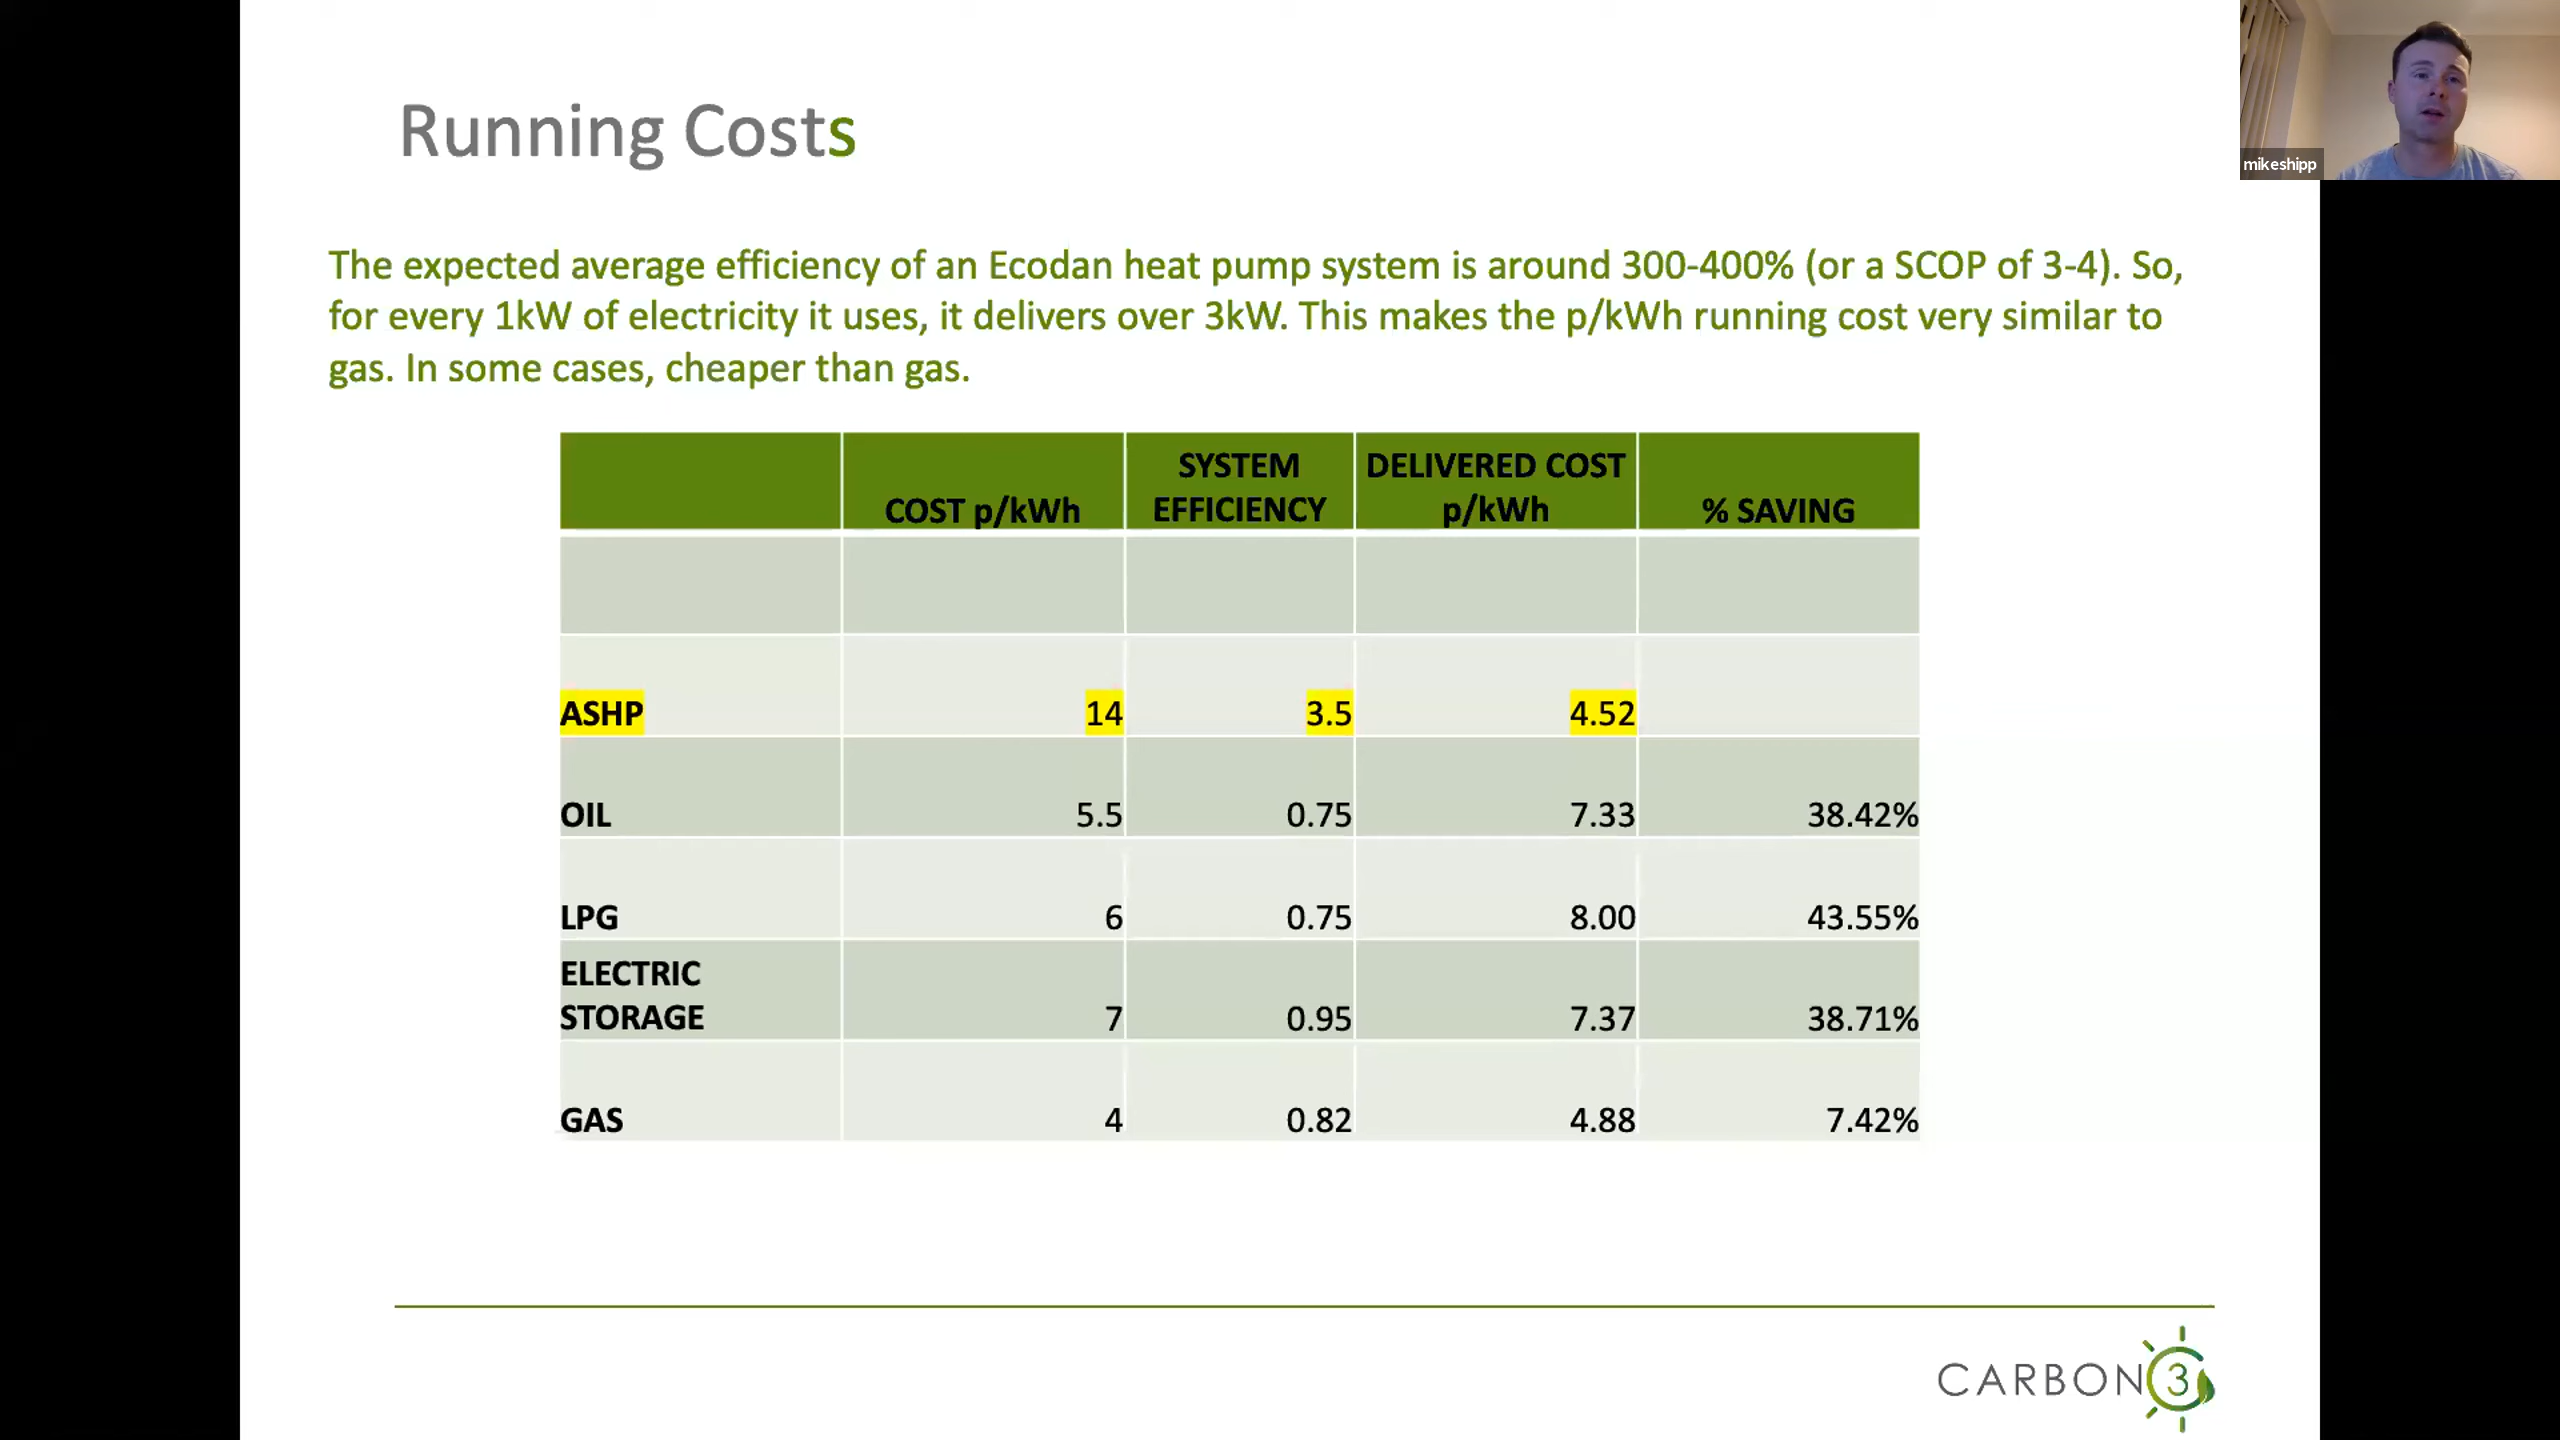 Running Costs
mikeshipp
The expected average efficiency of an Ecodan heat pump system is around 300-400% (or a SCOP of 3-4). So,
for every 1kW of electricity it uses, it delivers over 3kW. This makes the p/kWh running cost very similar to
gas. In some cases, cheaper than gas.
COST p/kWh SYSTEM EFFICIENCY DELIVERED COST p/kWh % SAVING
ASHP 14 3.5 4.52
OIL 5.5 0.75 7.33 38.42%
LPG 6 0.75 8.00 43.55%
ELECTRIC STORAGE 7 0.95 7.37 38.71%
GAS 4 0.82 4.88 7.42%
CARBON 3